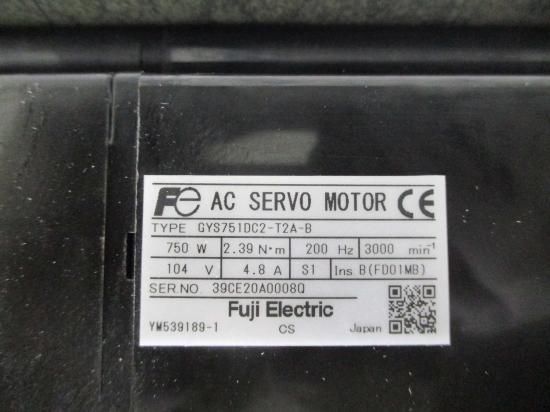 Fe AC SERVO MOTOR CE
TYPE GYS751DC2-T2A-B
750 W 2.39 N·m 200 Hz 3000 min⁻¹
104 V 4.8 A S1 Ins B(FD01MB)
SER.NO. 39CE20A0008Q
Fuji Electric
YM539189-1 CS Japan